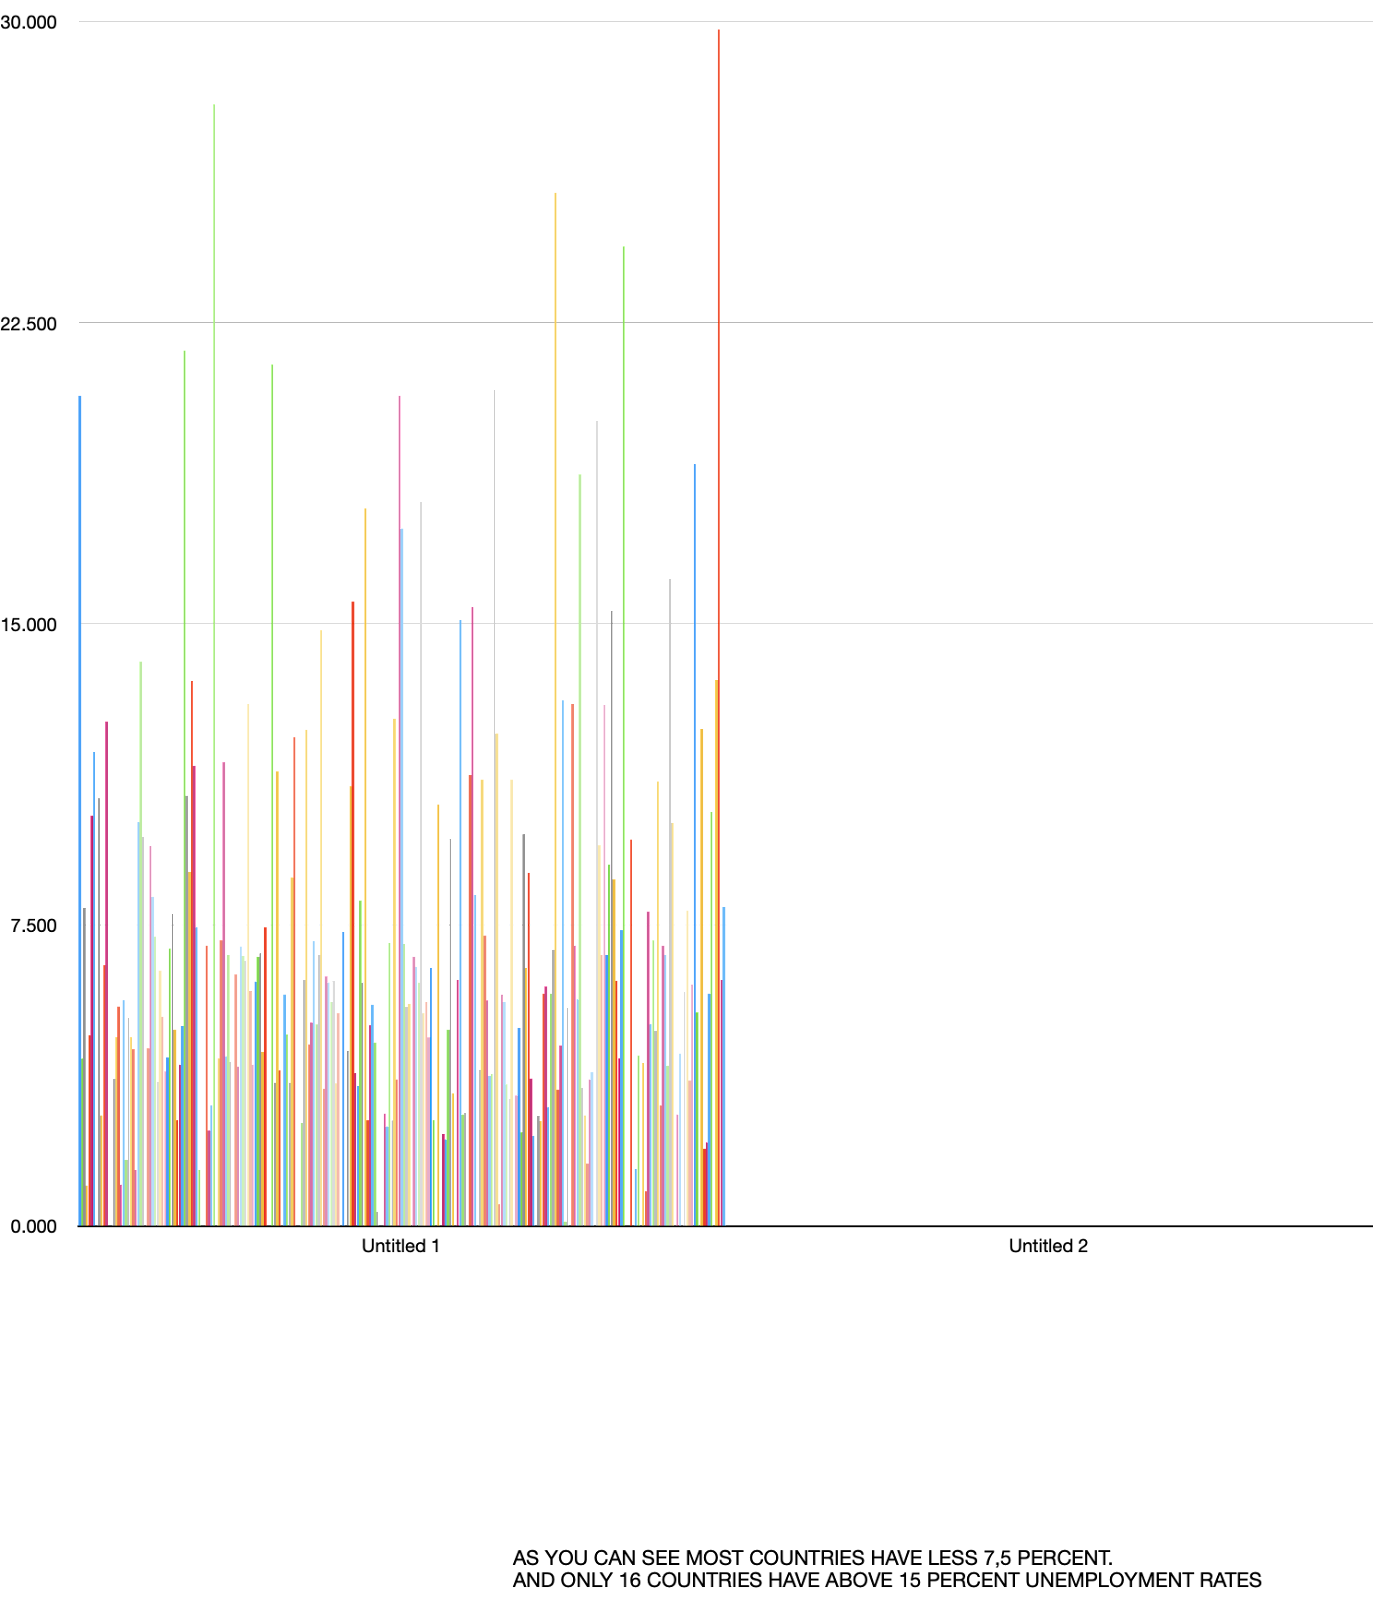 30.000
22.500
15.000
7.500
0.000
Untitled 1
Untitled 2
AS YOU CAN SEE MOST COUNTRIES HAVE LESS 7,5 PERCENT.
AND ONLY 16 COUNTRIES HAVE ABOVE 15 PERCENT UNEMPLOYMENT RATES